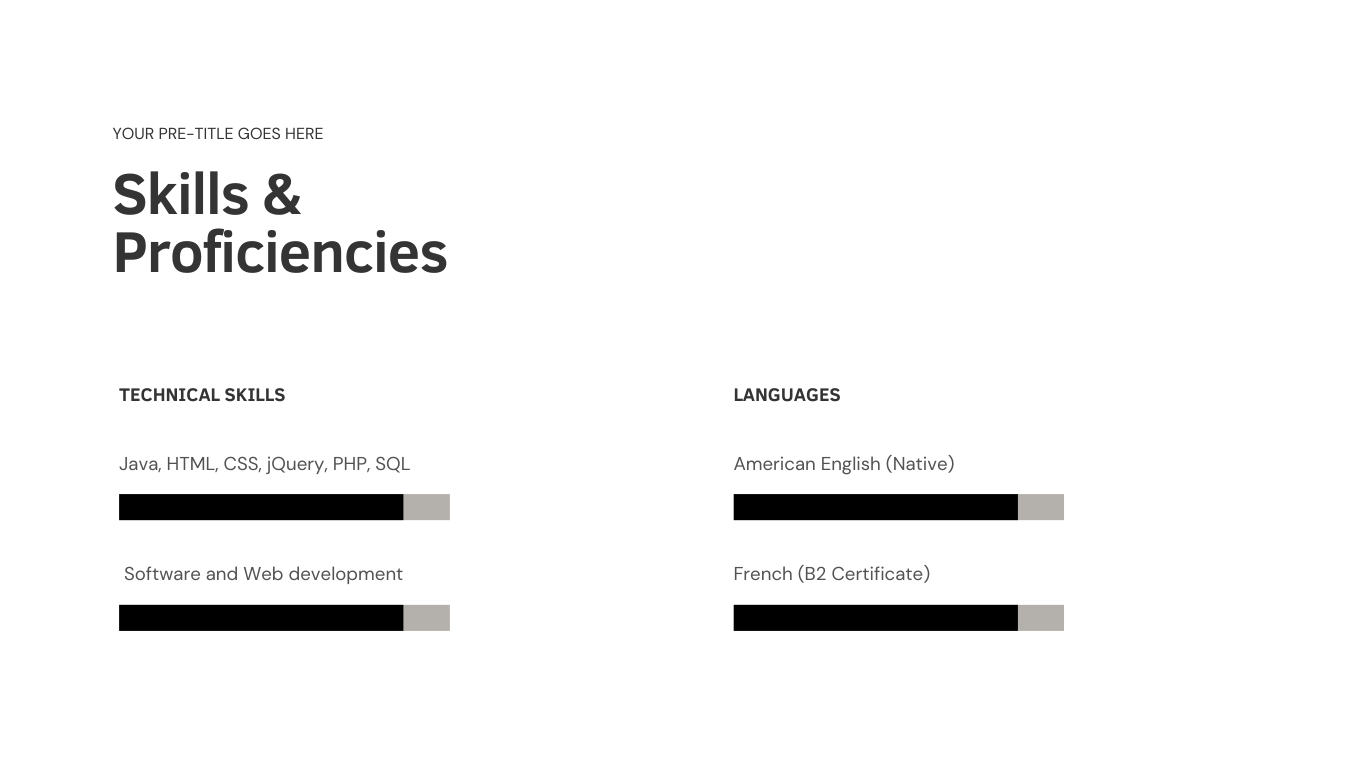 YOUR PRE-TITLE GOES HERE
Skills &
Proficiencies
TECHNICAL SKILLS
Java, HTML, CSS, jQuery, PHP, SQL
Software and Web development
LANGUAGES
American English (Native)
French (B2 Certificate)